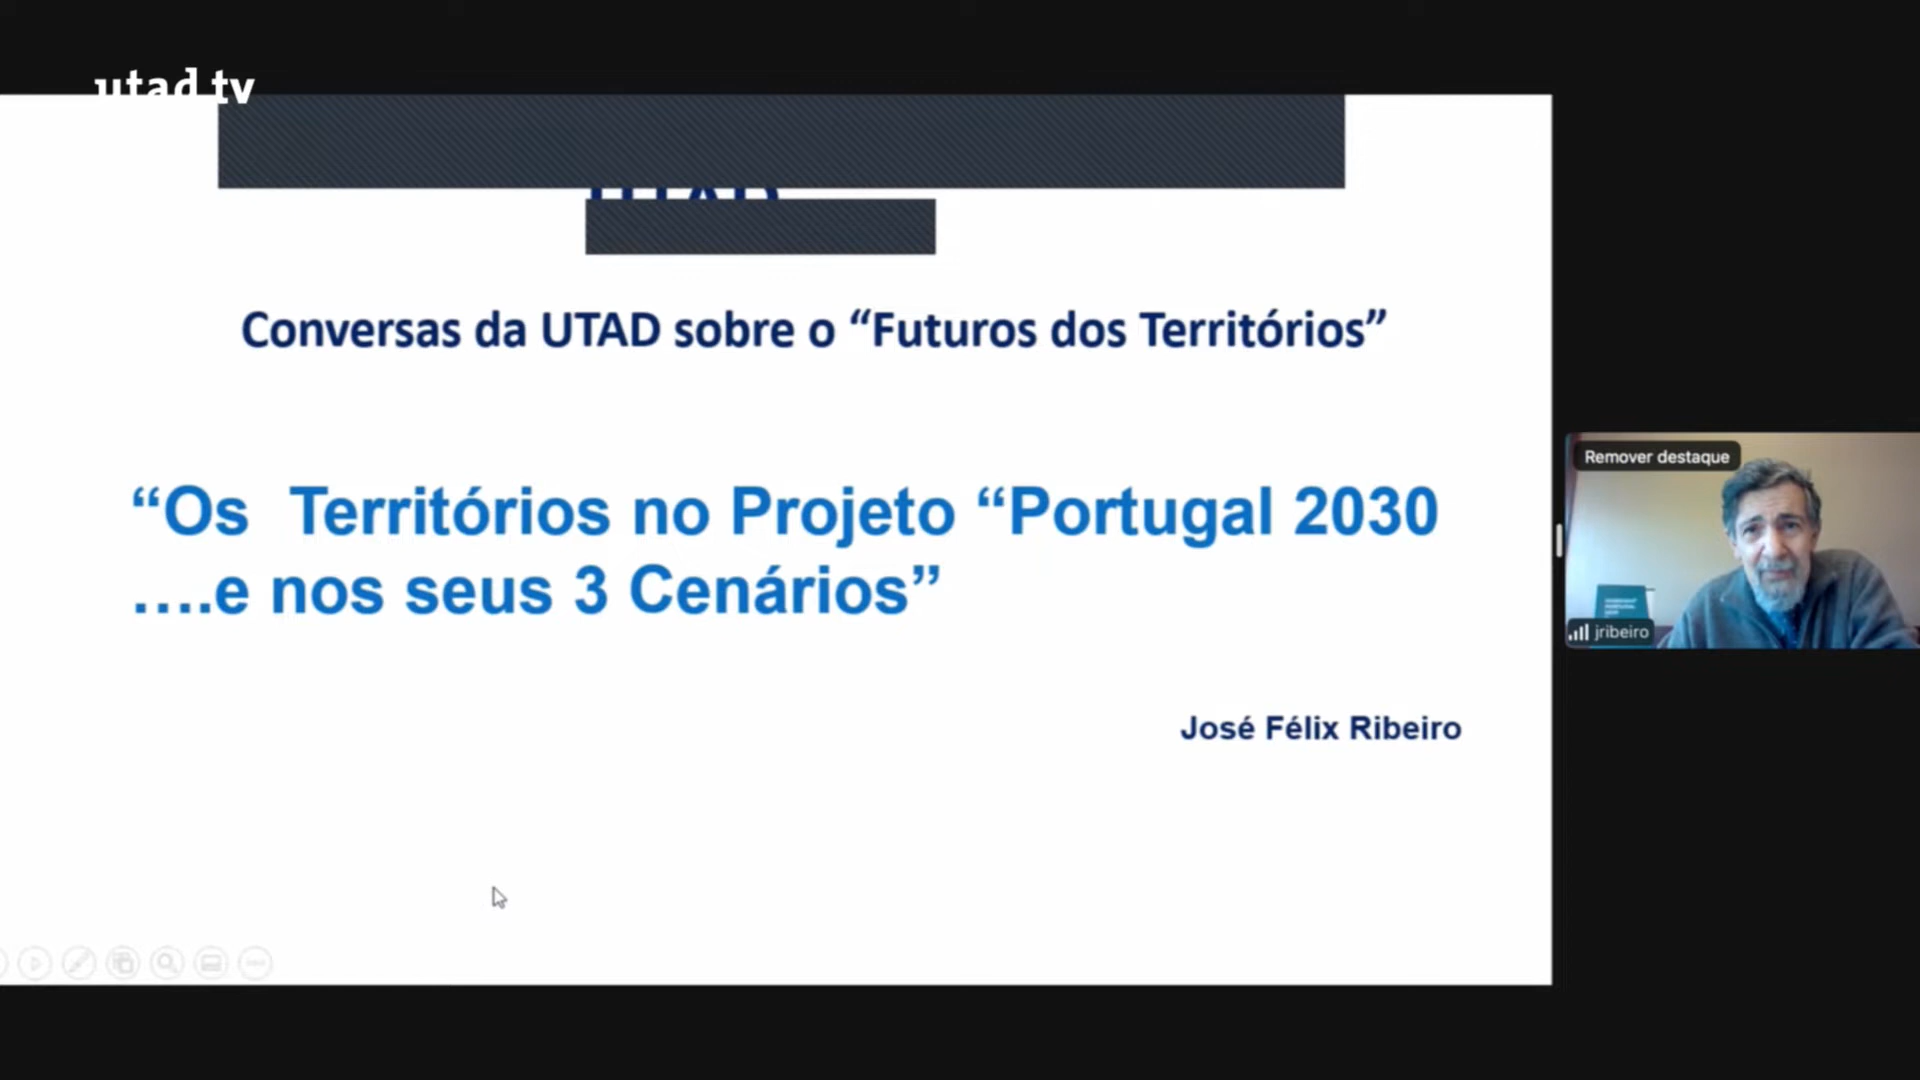 utad.tv
UTAD
Conversas da UTAD sobre o “Futuros dos Territórios”
“Os Territórios no Projeto “Portugal 2030
….e nos seus 3 Cenários”
José Félix Ribeiro
Remover destaque
jribeiro